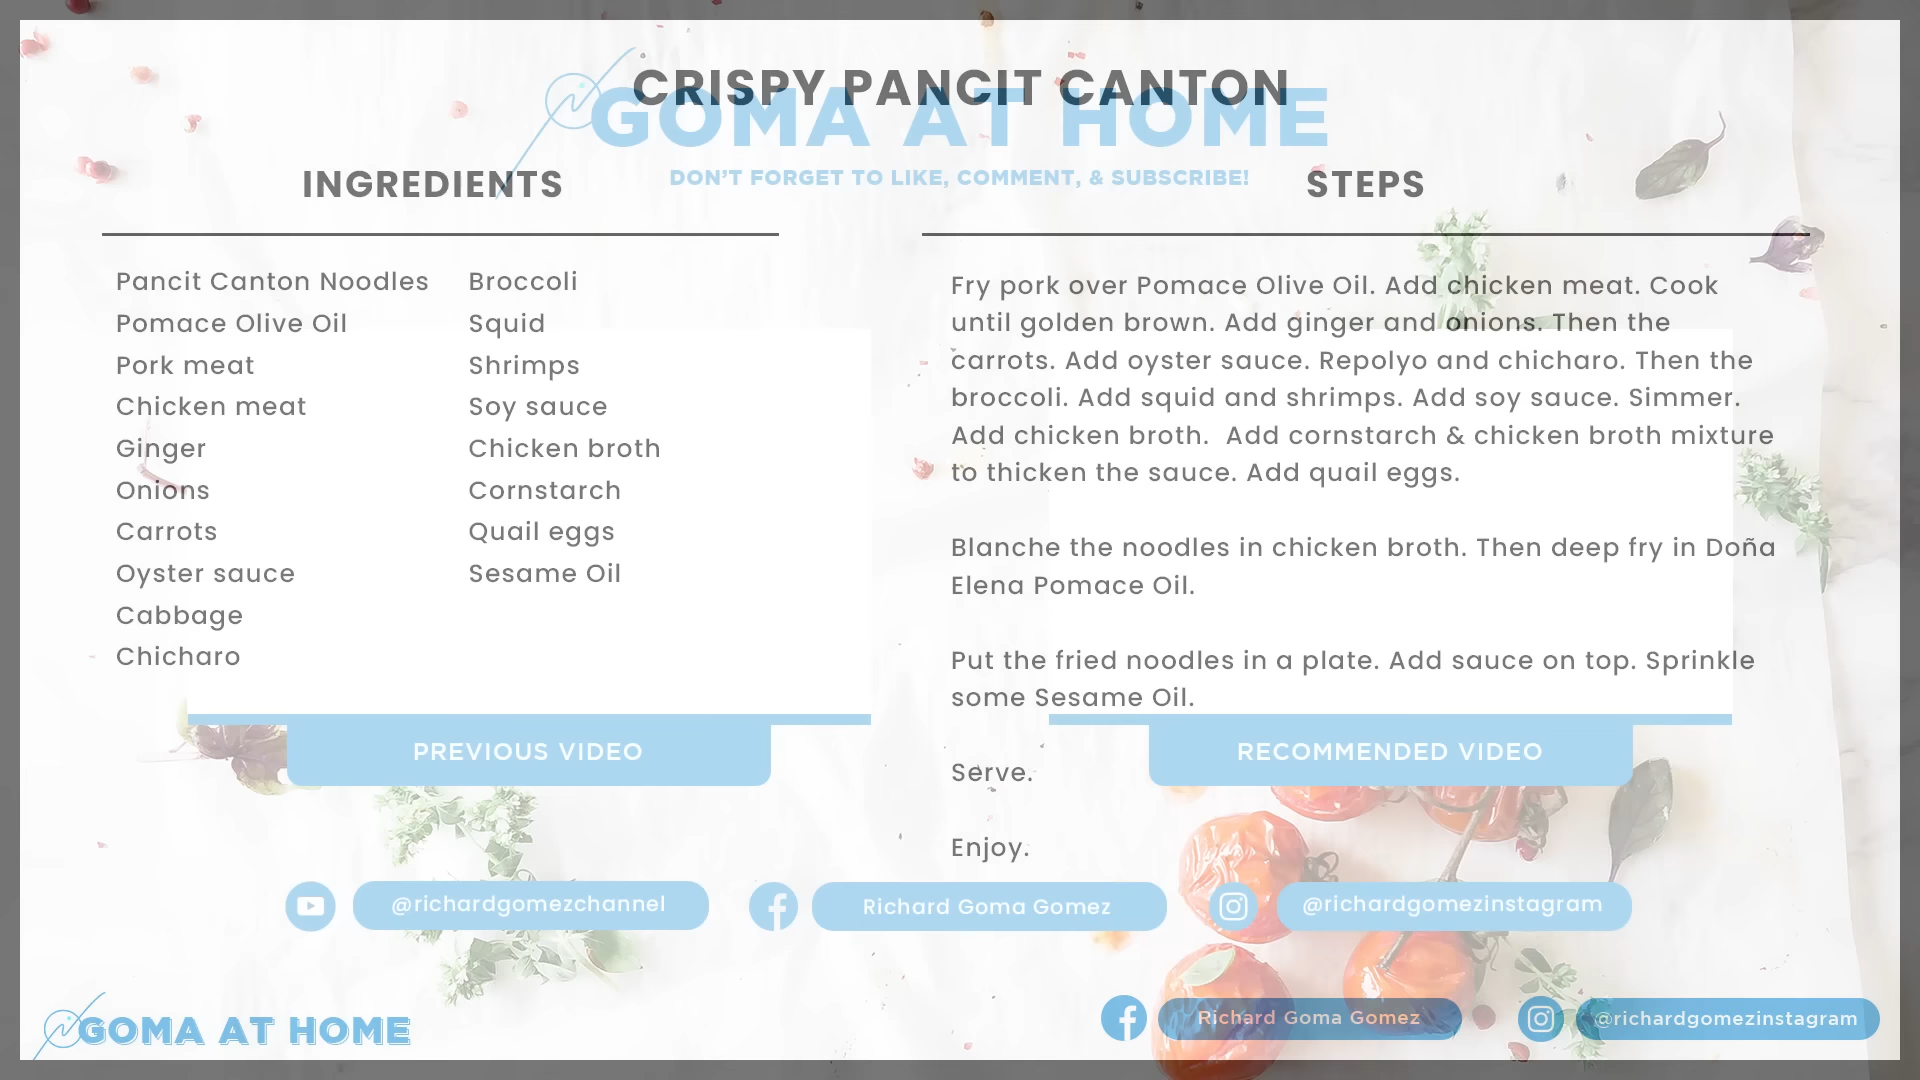 CRISPY PANCIT CANTON
GOMA AT HOME
DON'T FORGET TO LIKE, COMMENT, & SUBSCRIBE!
INGREDIENTS
Pancit Canton Noodles
Pomace Olive Oil
Pork meat
Chicken meat
Ginger
Onions
Carrots
Oyster sauce
Cabbage
Chicharo
Broccoli
Squid
Shrimps
Soy sauce
Chicken broth
Cornstarch
Quail eggs
Sesame Oil
STEPS
Fry pork over Pomace Olive Oil. Add chicken meat. Cook
until golden brown. Add ginger and onions. Then the
carrots. Add oyster sauce. Repolyo and chicharo. Then the
broccoli. Add squid and shrimps. Add soy sauce. Simmer.
Add chicken broth.  Add cornstarch & chicken broth mixture
to thicken the sauce. Add quail eggs.
Blanche the noodles in chicken broth. Then deep fry in Doña
Elena Pomace Oil.
Put the fried noodles in a plate. Add sauce on top. Sprinkle
some Sesame Oil.
Serve.
Enjoy.
PREVIOUS VIDEO
RECOMMENDED VIDEO
@richardgomezchannel
Richard Goma Gomez
@richardgomezinstagram
GOMA AT HOME
Richard Goma Gomez
@richardgomezinstagram